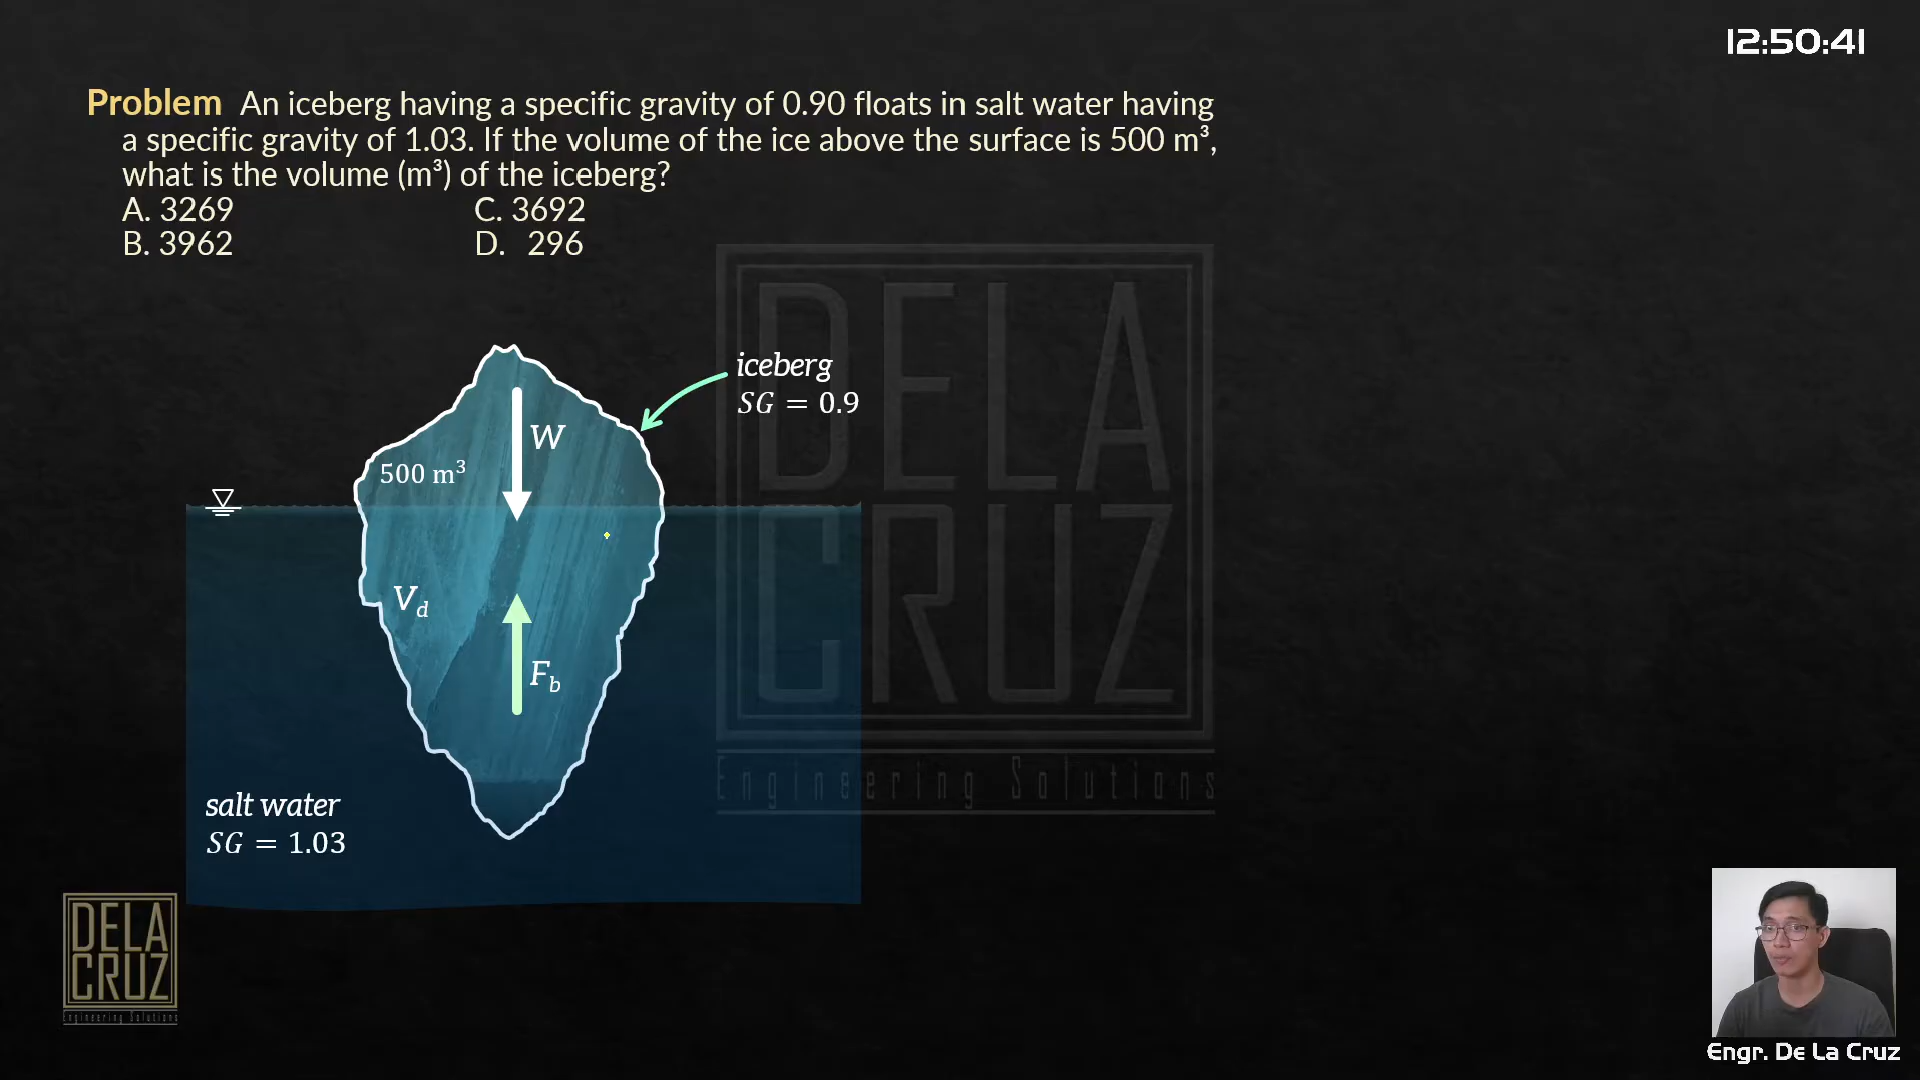 12:50:41
Problem An iceberg having a specific gravity of 0.90 floats in salt water having
a specific gravity of 1.03. If the volume of the ice above the surface is 500 m³,
what is the volume (m³) of the iceberg?
A. 3269 C. 3692
B. 3962 D. 296
iceberg
SG = 0.9
W
500 m³
V_d
F_b
salt water
SG = 1.03
DELA
CRUZ
Engineering Solutions
DELA
CRUZ
Engineering Solutions
Engr. De La Cruz